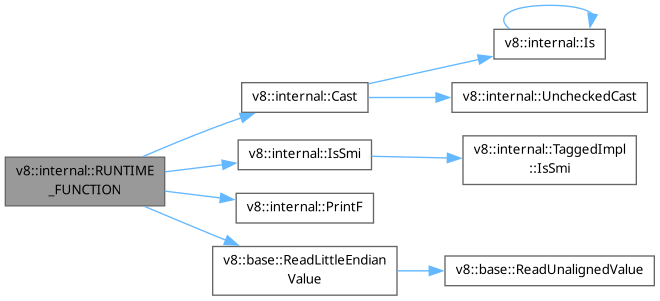 v8::internal::Is
v8::internal::Cast
v8::internal::UncheckedCast
v8::internal::RUNTIME
_FUNCTION
v8::internal::IsSmi
v8::internal::TaggedImpl
::IsSmi
v8::internal::PrintF
v8::base::ReadLittleEndian
Value
v8::base::ReadUnalignedValue